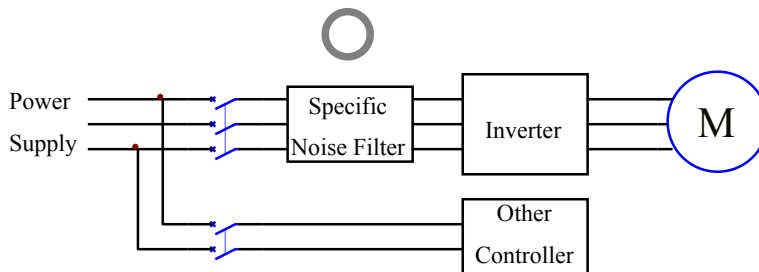 Power
Supply
Specific
Noise Filter
Inverter
M
Other
Controller